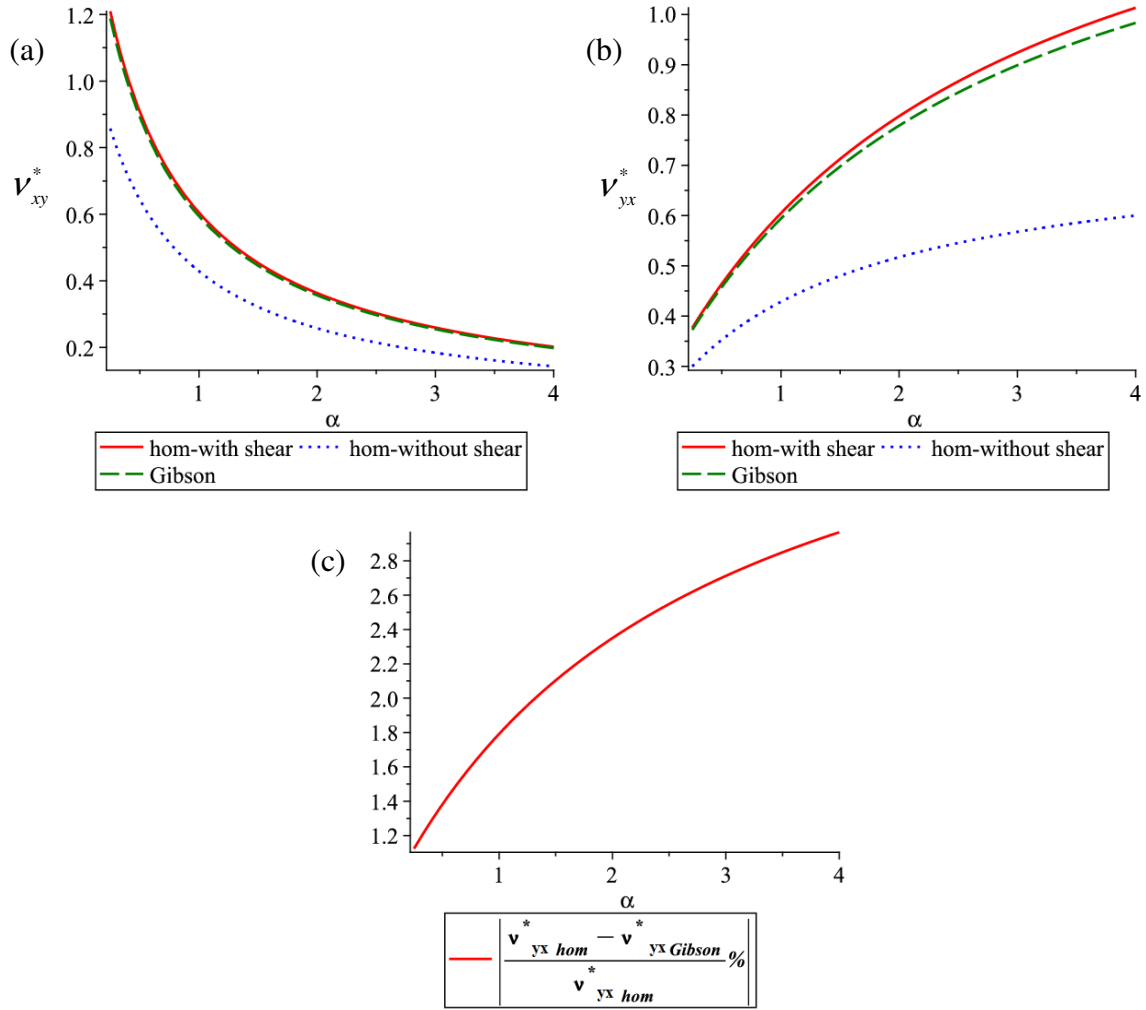 (a)
1.2
1.0
0.8
0.6
0.4
0.2
ν*xy
1 2 3 4
α
hom-with shear hom-without shear
Gibson
(b)
1.0
0.9
0.8
0.7
0.6
0.5
0.4
0.3
ν*yx
1 2 3 4
α
hom-with shear hom-without shear
Gibson
(c)
2.8
2.6
2.4
2.2
2.0
1.8
1.6
1.4
1.2
1 2 3 4
α
| ν*yx hom − ν*yx Gibson
% |
ν*yx hom